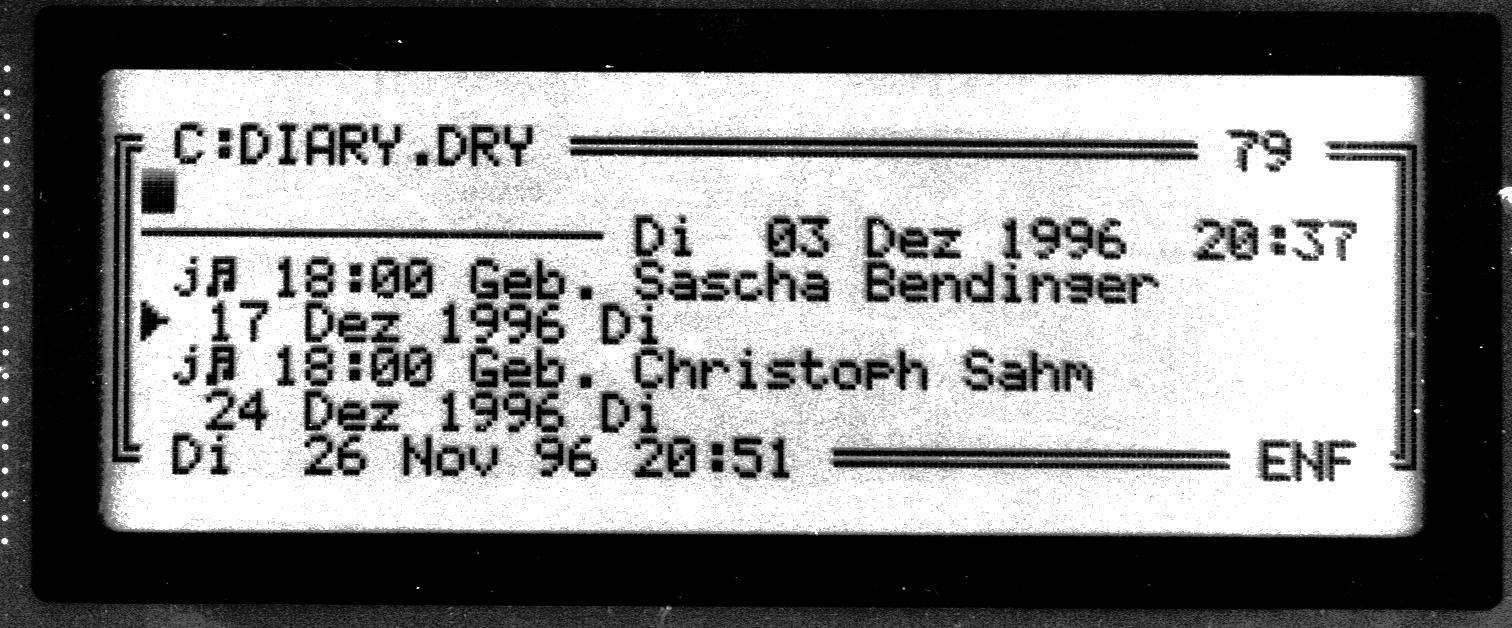 C:DIARY.DRY 79
Di 03 Dez 1996 20:37
j♬ 18:00 Geb. Sascha Bendinger
▶ 17 Dez 1996 Di
j♬ 18:00 Geb. Christoph Sahm
24 Dez 1996 Di
Di 26 Nov 96 20:51 ENF